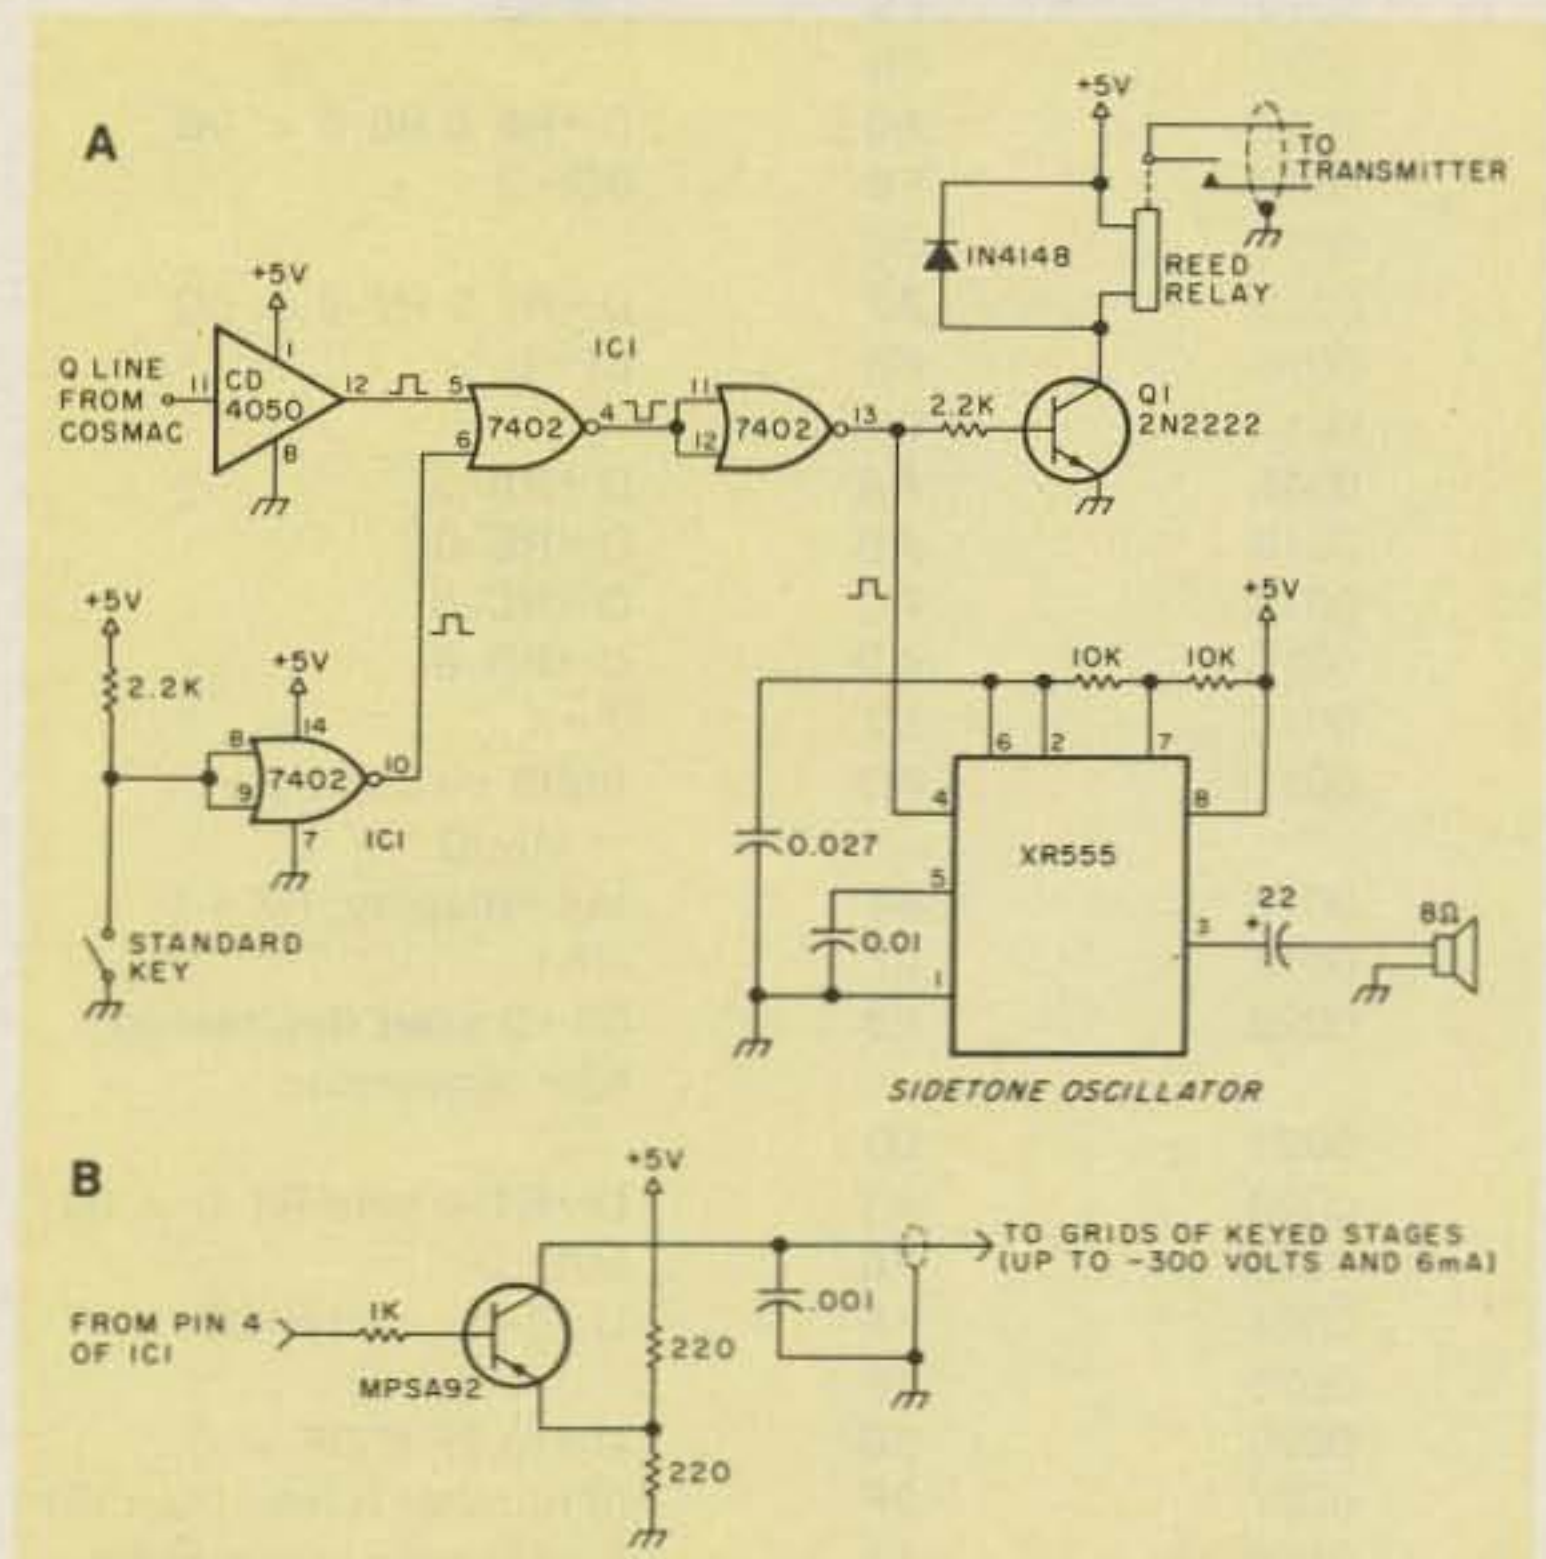 A
+5V
TO
TRANSMITTER
1N4148
REED
RELAY
+5V
Q LINE
FROM
COSMAC
11
CD
4050
1
8
12
5
6
7402
4
IC1
11
12
7402
13
2.2K
Q1
2N2222
+5V
2.2K
+5V
14
8
9
7402
10
7
IC1
STANDARD
KEY
+5V
10K
10K
6
2
7
4
8
0.027
XR555
5
0.01
22
+
8Ω
3
1
SIDETONE OSCILLATOR
B
+5V
TO GRIDS OF KEYED STAGES
(UP TO -300 VOLTS AND 6mA)
FROM PIN 4
OF IC1
1K
MPSA92
.001
220
220